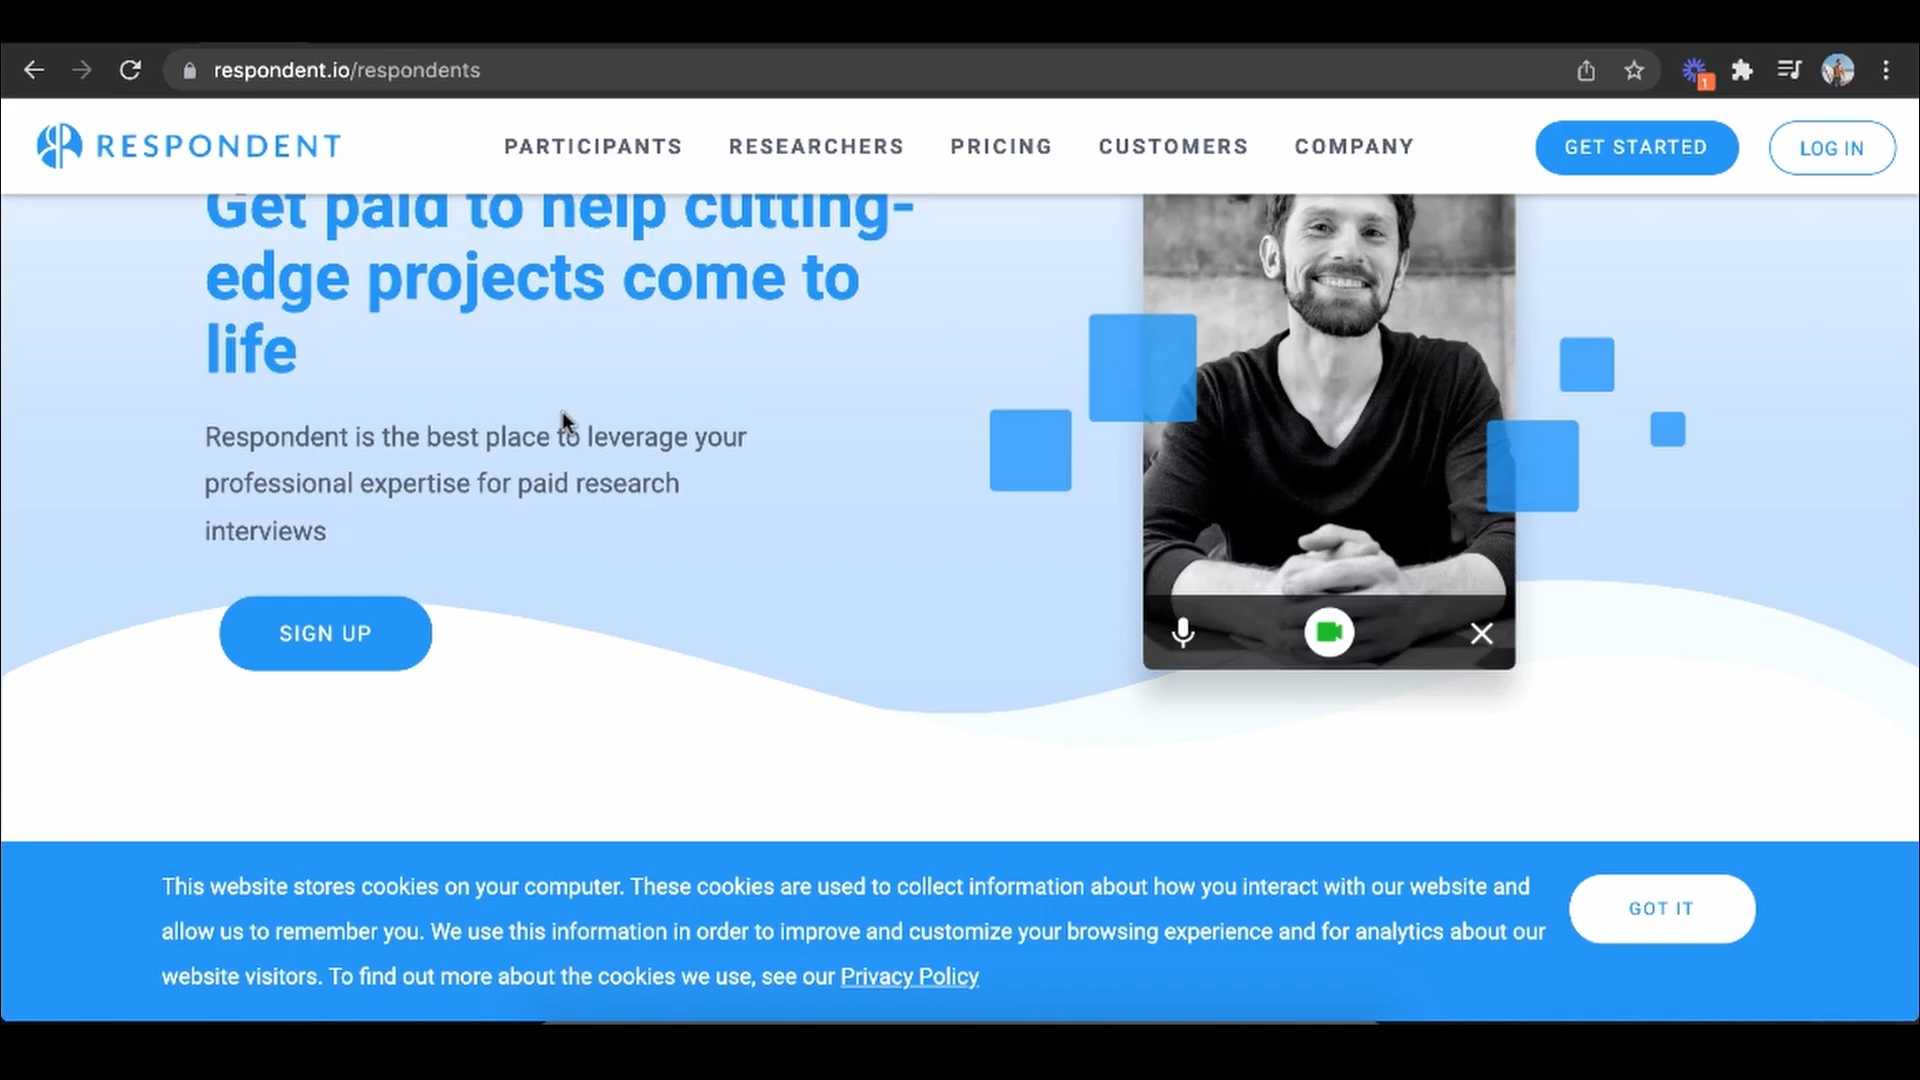 respondent.io/respondents
1
RESPONDENT
PARTICIPANTS
RESEARCHERS
PRICING
CUSTOMERS
COMPANY
GET STARTED
LOG IN
Get paid to help cutting-
edge projects come to
life
Respondent is the best place to leverage your
professional expertise for paid research
interviews
SIGN UP
This website stores cookies on your computer. These cookies are used to collect information about how you interact with our website and
allow us to remember you. We use this information in order to improve and customize your browsing experience and for analytics about our
website visitors. To find out more about the cookies we use, see our Privacy Policy
GOT IT